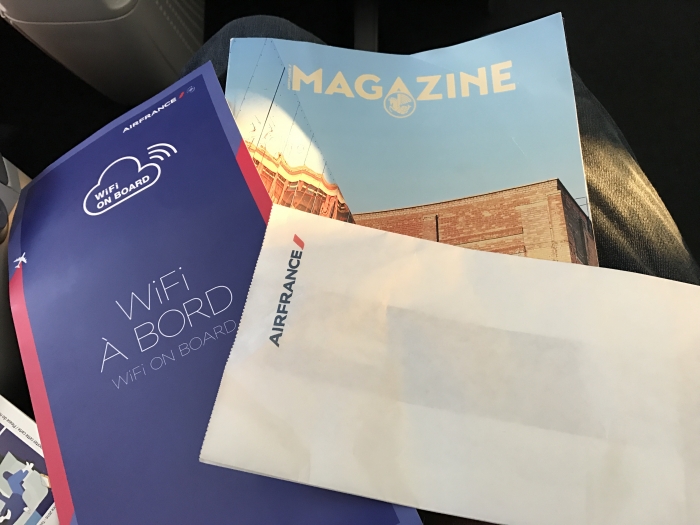 MAGAZINE
AIRFRANCE
WiFi
ON BOARD
WiFi
À BORD
WiFi ON BOARD
AIRFRANCE